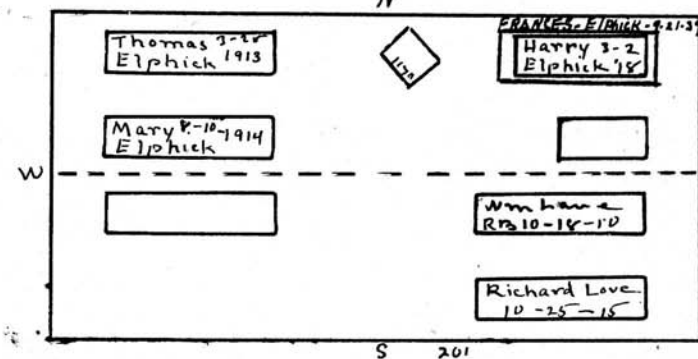 N
FRANCES-Elphick-9-21-3
Thomas 3-28
Elphick 1913
Harry 3-2
Elphick '18
Mary 8-10-1914
Elphick
W
Wm
RB 10-18-10
Richard Love
10-25-15
S 201